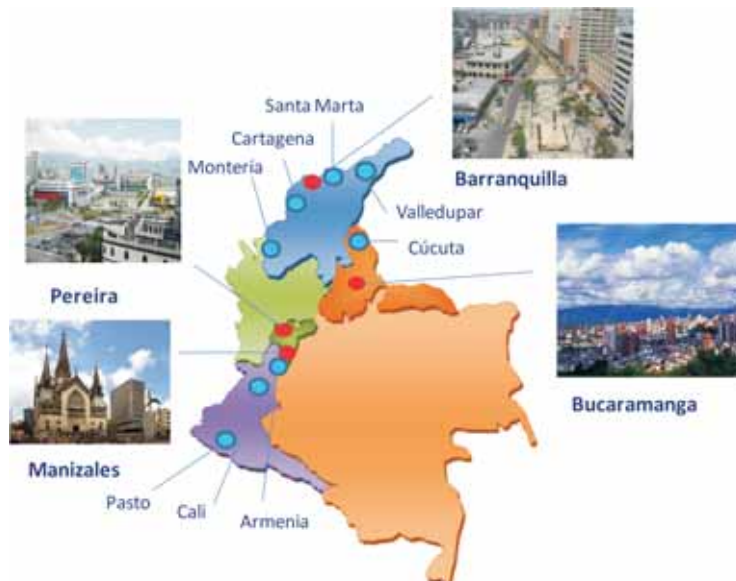 Santa Marta
Cartagena
Montería
Barranquilla
Valledupar
Cúcuta
Pereira
Bucaramanga
Manizales
Pasto
Cali
Armenia